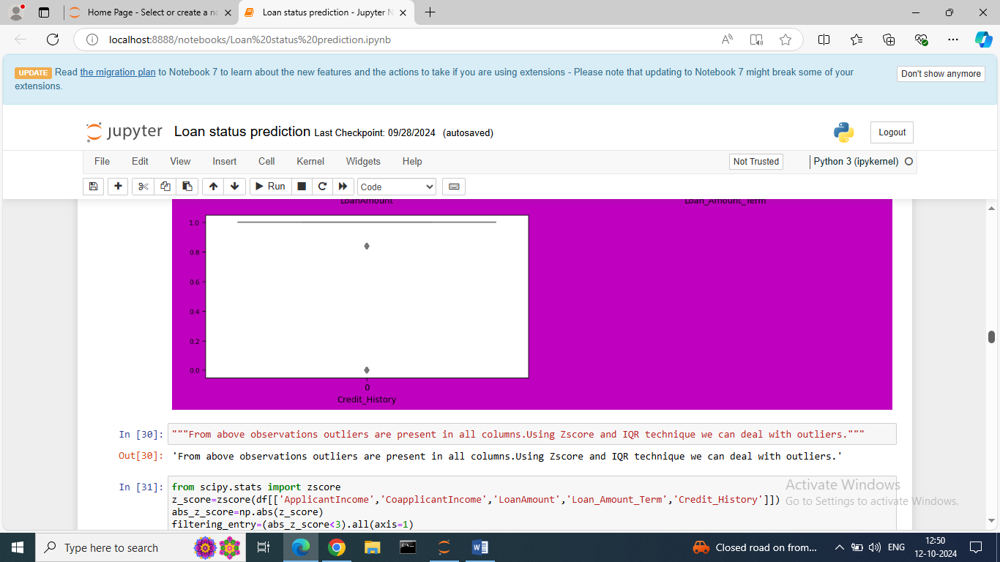 Home Page - Select or create a no
Loan status prediction - Jupyter N
localhost:8888/notebooks/Loan%20status%20prediction.ipynb
UPDATE Read the migration plan to Notebook 7 to learn about the new features and the actions to take if you are using extensions - Please note that updating to Notebook 7 might break some of your
extensions.
Don't show anymore
jupyter Loan status prediction Last Checkpoint: 09/28/2024 (autosaved)
Logout
File Edit View Insert Cell Kernel Widgets Help
Not Trusted
Python 3 (ipykernel)
Run
Code
LoanAmount
Loan_Amount_Term
1.0
0.8
0.6
0.4
0.2
0.0
0
Credit_History
In [30]: """From above observations outliers are present in all columns.Using Zscore and IQR technique we can deal with outliers."""
Out[30]: 'From above observations outliers are present in all columns.Using Zscore and IQR technique we can deal with outliers.'
In [31]: from scipy.stats import zscore
z_score=zscore(df[['ApplicantIncome','CoapplicantIncome','LoanAmount','Loan_Amount_Term','Credit_History']])
abs_z_score=np.abs(z_score)
filtering_entry=(abs_z_score<3).all(axis=1)
Activate Windows
Go to Settings to activate Windows.
Type here to search
Closed road on from...
ENG
12:50
12-10-2024